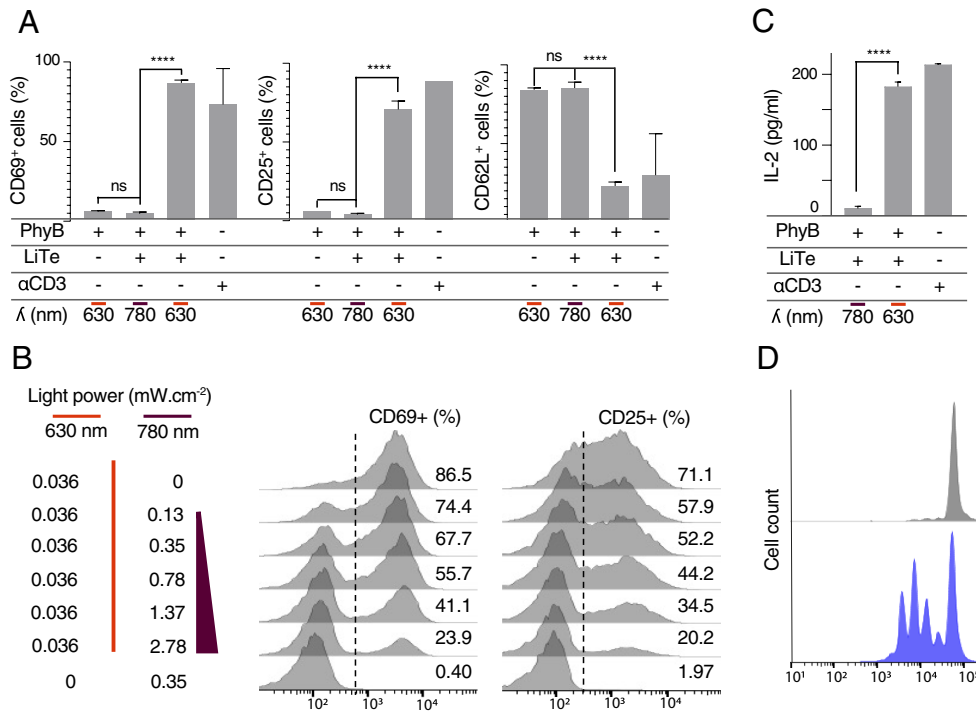 A
100
50
0
CD69+ cells (%)
ns
****
CD25+ cells (%)
ns
****
CD62L+ cells (%)
ns
****
PhyB + + + - + + + - + + + -
LiTe - + + - - + + - - + + -
αCD3 - - - + - - - + - - - +
ʎ (nm) 630 780 630 630 780 630 630 780 630
C
200
100
0
IL-2 (pg/ml)
****
PhyB + + -
LiTe + + -
αCD3 - - +
ʎ (nm) 780 630
B
Light power (mW.cm-2)
630 nm 780 nm
0.036 0
0.036 0.13
0.036 0.35
0.036 0.78
0.036 1.37
0.036 2.78
0 0.35
CD69+ (%)
86.5
74.4
67.7
55.7
41.1
23.9
0.40
10² 10³ 10⁴
CD25+ (%)
71.1
57.9
52.2
44.2
34.5
20.2
1.97
10² 10³ 10⁴
D
Cell count
10¹ 10² 10³ 10⁴ 10⁵